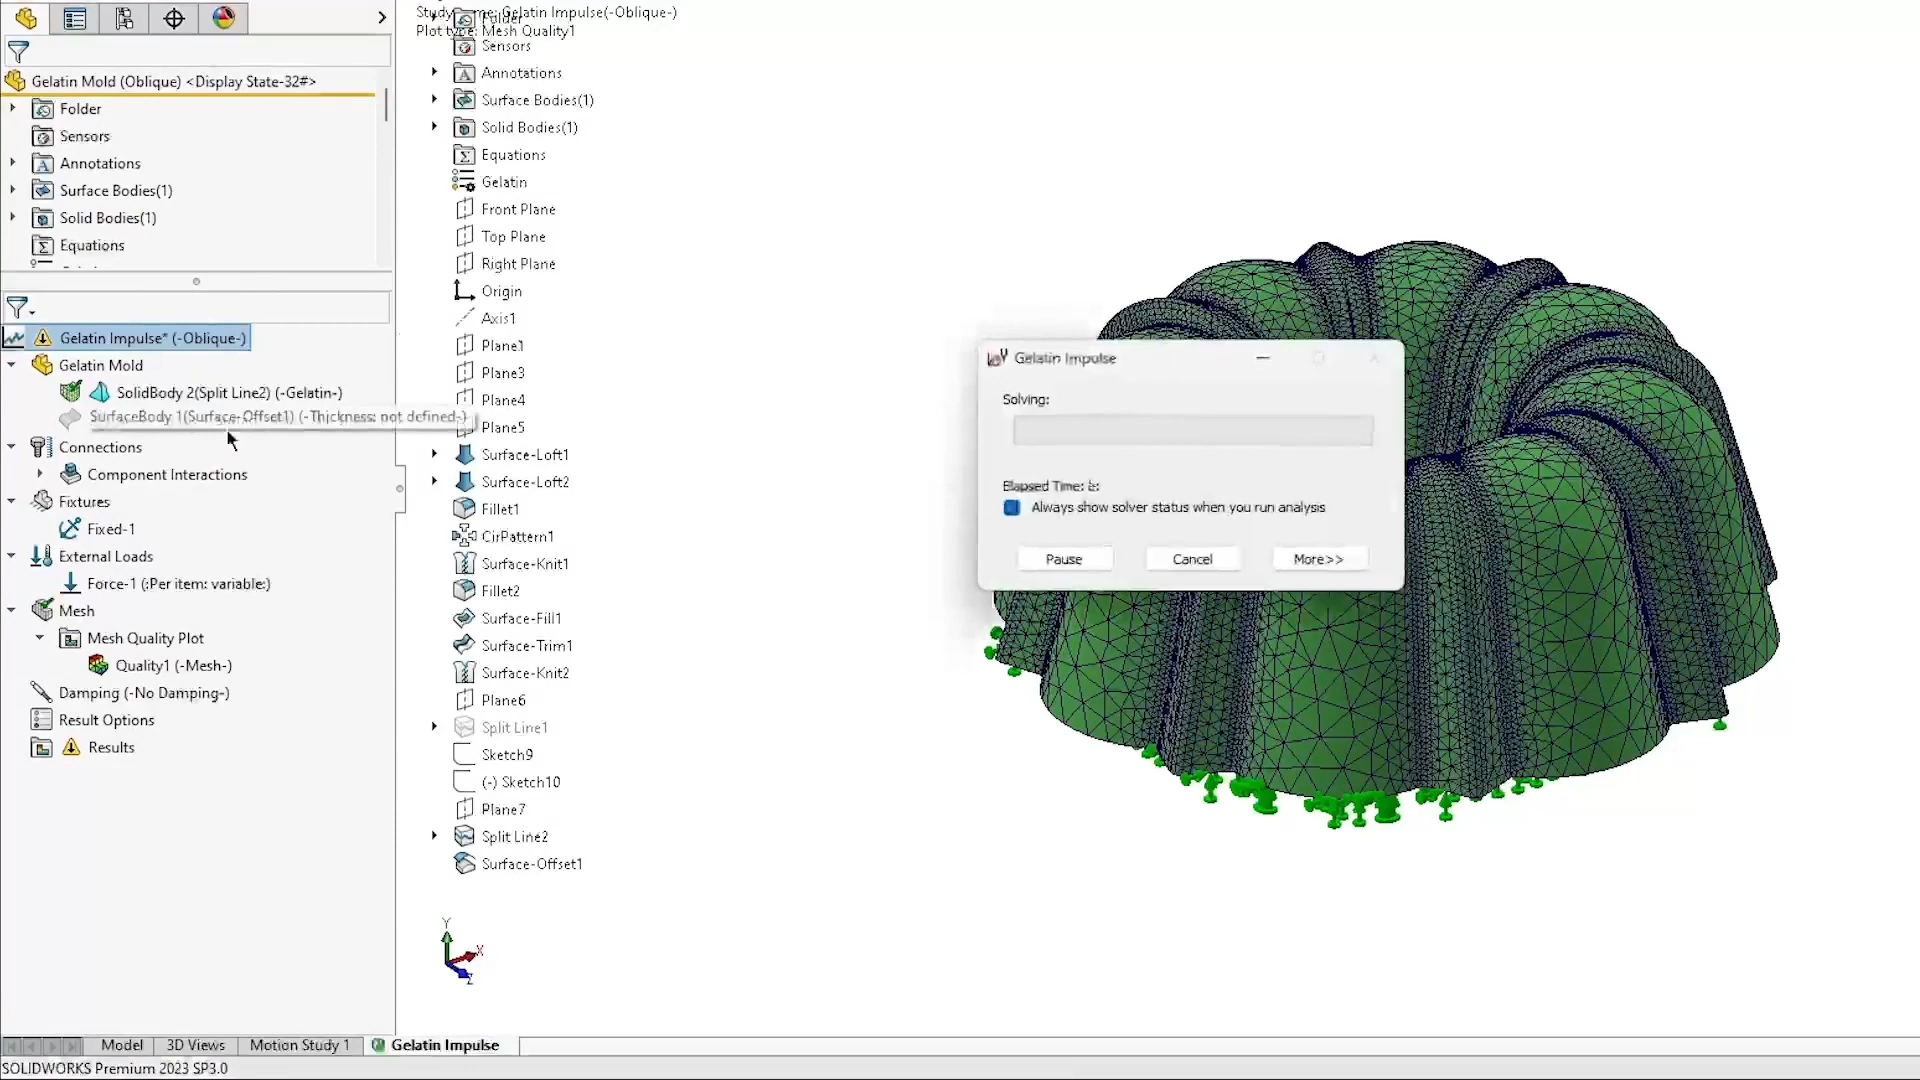 Gelatin Mold (Oblique) <Display State-32#>
Folder
Sensors
Annotations
Surface Bodies(1)
Solid Bodies(1)
Equations
Gelatin Impulse* (-Oblique-)
Gelatin Mold
SolidBody 2(Split Line2) (-Gelatin-)
SurfaceBody 1(Surface-Offset1) (-Thickness: not defined-)
Connections
Component Interactions
Fixtures
Fixed-1
External Loads
Force-1 (:Per item: variable:)
Mesh
Mesh Quality Plot
Quality1 (-Mesh-)
Damping (-No Damping-)
Result Options
Results
Study name: Gelatin Impulse(-Oblique-)
Plot type: Mesh Quality1
Folder
Sensors
Annotations
Surface Bodies(1)
Solid Bodies(1)
Equations
Gelatin
Front Plane
Top Plane
Right Plane
Origin
Axis1
Plane1
Plane3
Plane4
Plane5
Surface-Loft1
Surface-Loft2
Fillet1
CirPattern1
Surface-Knit1
Fillet2
Surface-Fill1
Surface-Trim1
Surface-Knit2
Plane6
Split Line1
Sketch9
(-) Sketch10
Plane7
Split Line2
Surface-Offset1
Y
X
Z
Gelatin Impulse
Solving:
Elapsed Time: s:
Always show solver status when you run analysis
Pause Cancel More>>
Model 3D Views Motion Study 1 Gelatin Impulse
SOLIDWORKS Premium 2023 SP3.0